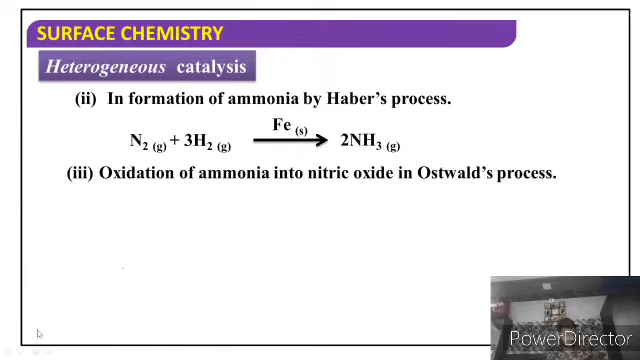 SURFACE CHEMISTRY
Heterogeneous catalysis
(ii) In formation of ammonia by Haber's process.
Fe (s)
N2 (g) + 3H2 (g) → 2NH3 (g)
(iii) Oxidation of ammonia into nitric oxide in Ostwald's process.
PowerDirector